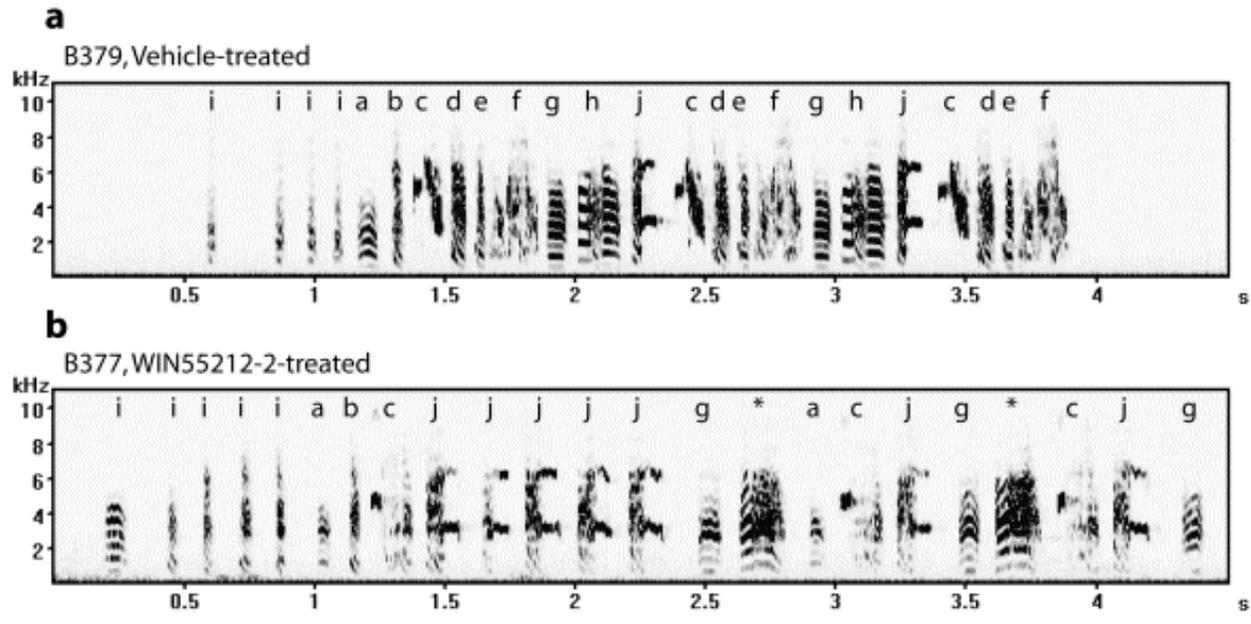 a
B379, Vehicle-treated
kHz
i i i i a b c d e f g h j c d e f g h j c d e f
10
8
6
4
2
0.5 1 1.5 2 2.5 3 3.5 4 s
b
B377, WIN55212-2-treated
kHz
i i i i i a b c j j j j j g * a c j g * c j g
10
8
6
4
2
0.5 1 1.5 2 2.5 3 3.5 4 s